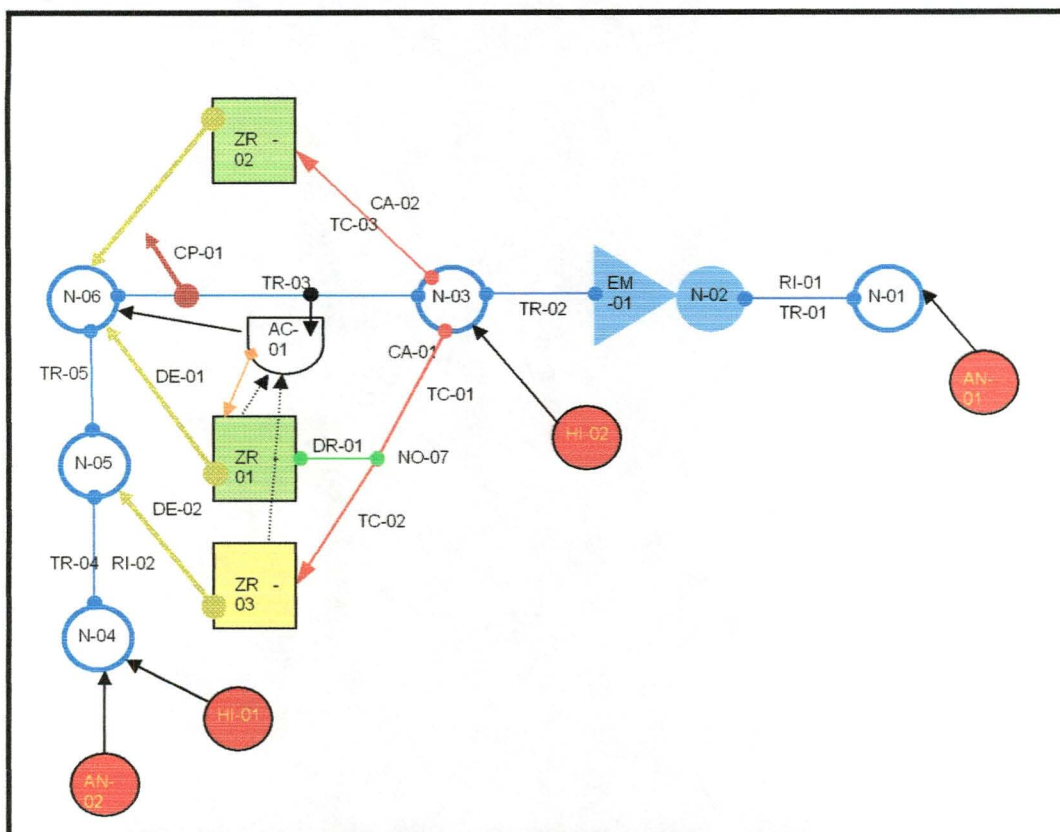 ZR -
02
CA-02
TC-03
CP-01
TR-03
N-06
N-03
EM
-01
N-02
RI-01
TR-01
N-01
TR-02
AC-
01
CA-01
TR-05
DE-01
TC-01
AN-
01
HI-02
ZR -
01
DR-01
NO-07
N-05
DE-02
TC-02
TR-04
RI-02
ZR -
03
N-04
HI-01
AN-
02